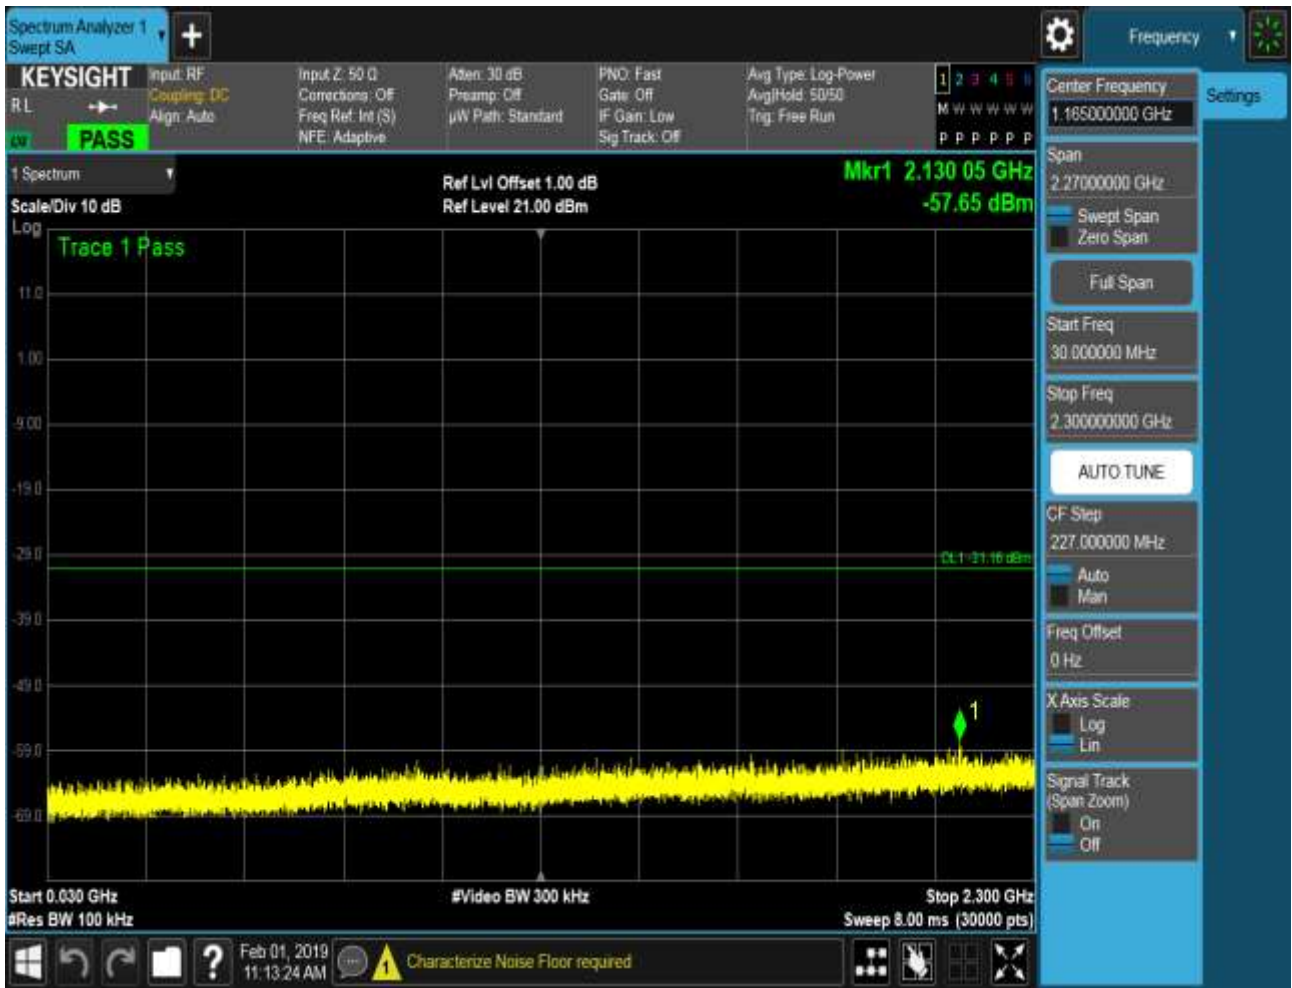 Spectrum Analyzer 1
Swept SA
+
Frequency
KEYSIGHT
R L
PASS
Input: RF
Coupling: DC
Align: Auto
Input Z: 50 Ω
Corrections: Off
Freq Ref: Int (S)
NFE: Adaptive
Atten: 30 dB
Preamp: Off
µW Path: Standard
PNO: Fast
Gate: Off
IF Gain: Low
Sig Track: Off
Avg Type: Log-Power
Avg|Hold: 50/50
Trig: Free Run
1 2 3 4 5 6
M W W W W W
P P P P P P
1 Spectrum
Scale/Div 10 dB
Log
Ref Lvl Offset 1.00 dB
Ref Level 21.00 dBm
Mkr1 2.130 05 GHz
-57.65 dBm
Trace 1 Pass
11.0
1.00
-9.00
-19.0
-29.0
DL1 -31.16 dBm
-39.0
-49.0
1
-59.0
-69.0
Start 0.030 GHz
#Video BW 300 kHz
Stop 2.300 GHz
#Res BW 100 kHz
Sweep 8.00 ms (30000 pts)
Feb 01, 2019
11:13:24 AM
?
1
Characterize Noise Floor required
Center Frequency
1.165000000 GHz
Settings
Span
2.27000000 GHz
Swept Span
Zero Span
Full Span
Start Freq
30.000000 MHz
Stop Freq
2.300000000 GHz
AUTO TUNE
CF Step
227.000000 MHz
Auto
Man
Freq Offset
0 Hz
X Axis Scale
Log
Lin
Signal Track
(Span Zoom)
On
Off